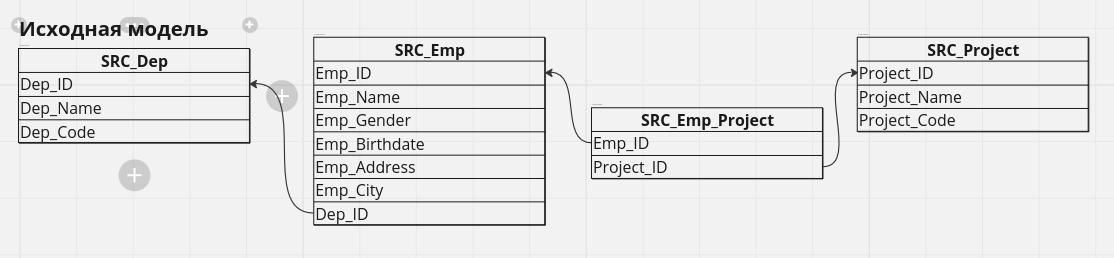 Исходная модель
SRC_Dep
Dep_ID
Dep_Name
Dep_Code
SRC_Emp
Emp_ID
Emp_Name
Emp_Gender
Emp_Birthdate
Emp_Address
Emp_City
Dep_ID
SRC_Emp_Project
Emp_ID
Project_ID
SRC_Project
Project_ID
Project_Name
Project_Code